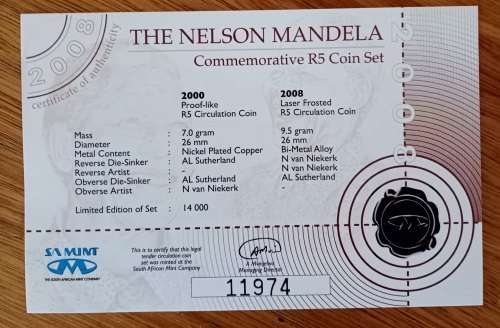 2008
certificate of authenticity
THE NELSON MANDELA
Commemorative R5 Coin Set
2008
2000 2008
Proof-like Laser Frosted
R5 Circulation Coin R5 Circulation Coin
Mass : 7.0 gram 9.5 gram
Diameter : 26 mm 26 mm
Metal Content : Nickel Plated Copper Bi-Metal Alloy
Reverse Die-Sinker : AL Sutherland N van Niekerk
Reverse Artist : - N van Niekerk
Obverse Die-Sinker : AL Sutherland AL Sutherland
Obverse Artist : N van Niekerk -
Limited Edition of Set : 14 000
SA MINT
THE SOUTH AFRICAN MINT COMPANY
This is to certify that this legal
tender circulation coin
set was minted at the
South African Mint Company
Managing Director
11974